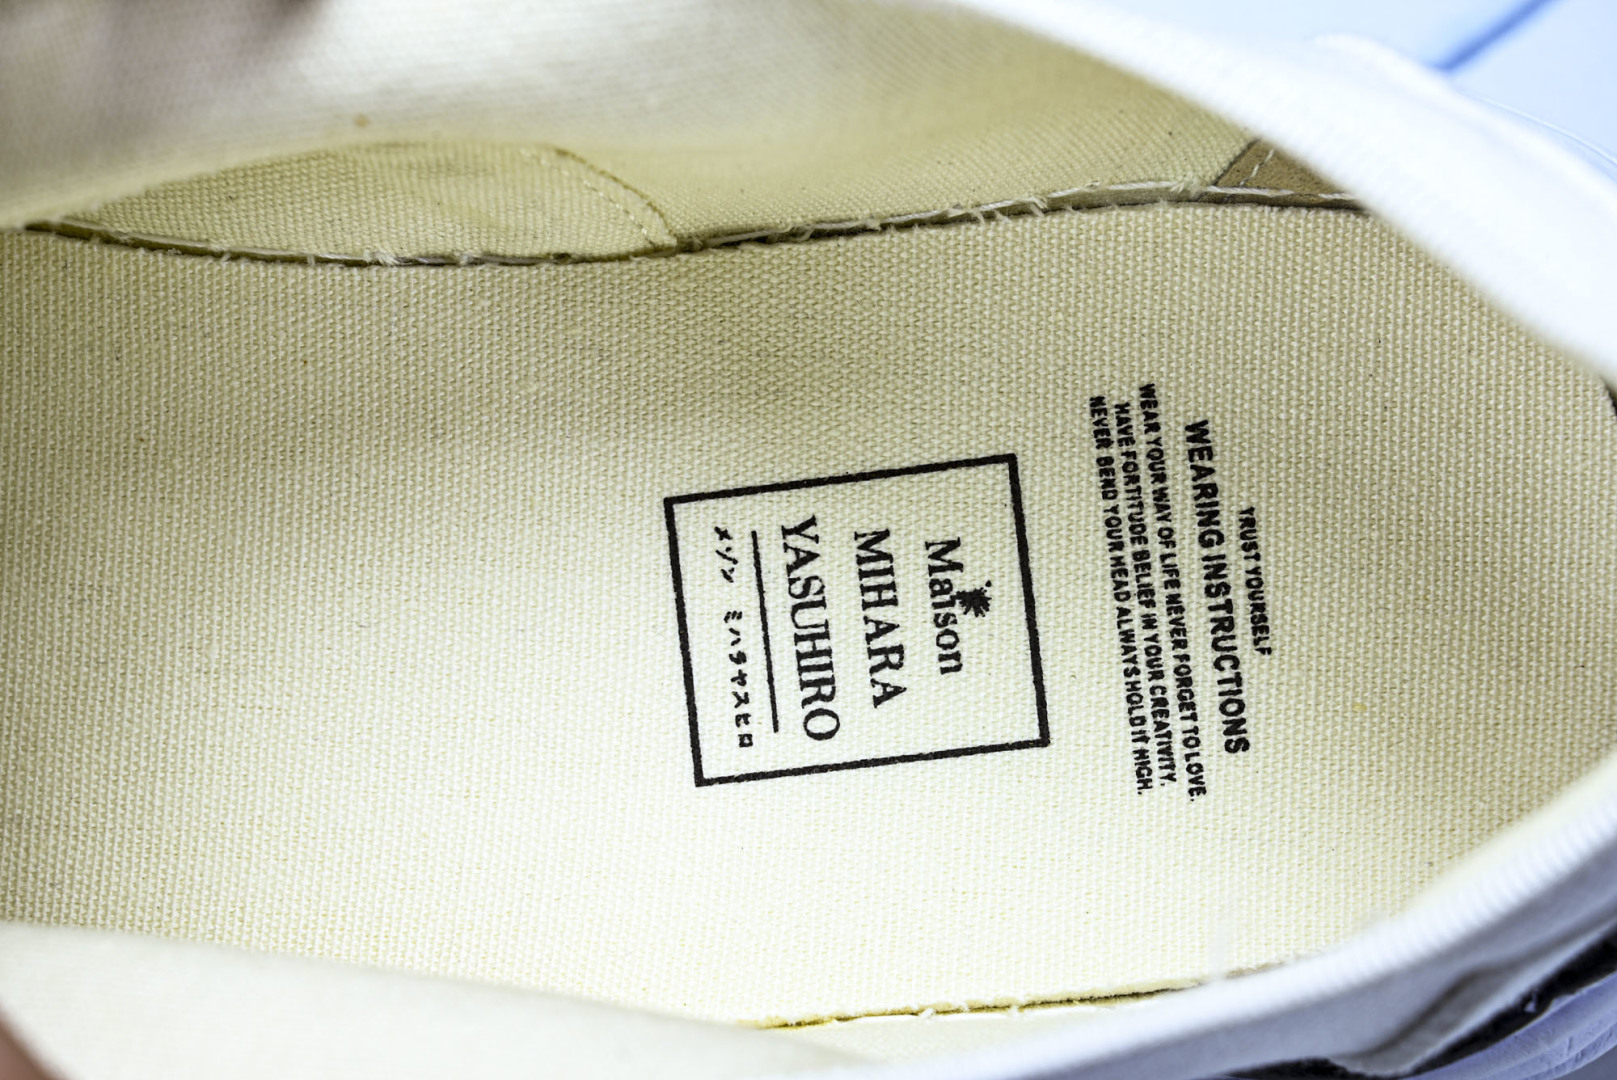 TRUST YOURSELF
WEARING INSTRUCTIONS
WEAR YOUR WAY OF LIFE NEVER FORGET TO LOVE.
HAVE FORTITUDE BELIEF IN YOUR CREATIVITY.
NEVER BEND YOUR HEAD ALWAYS HOLD IT HIGH.
Maison
MIHARA
YASUHIRO
メゾン ミハラヤスヒロ